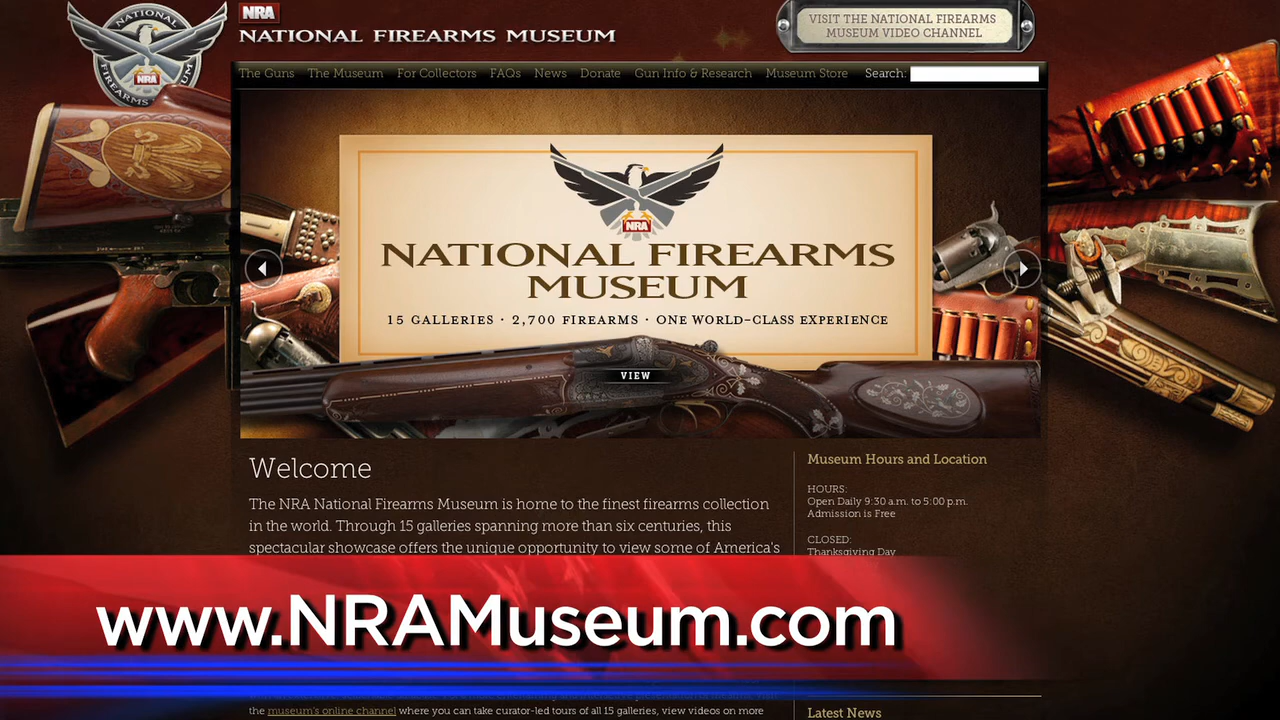 NATIONAL
FIREARMS MUSEUM
NRA
NRA
NATIONAL FIREARMS MUSEUM
VISIT THE NATIONAL FIREARMS
MUSEUM VIDEO CHANNEL
The Guns The Museum For Collectors FAQs News Donate Gun Info & Research Museum Store Search:
NRA
NATIONAL FIREARMS
MUSEUM
15 GALLERIES · 2,700 FIREARMS · ONE WORLD-CLASS EXPERIENCE
VIEW
Welcome
The NRA National Firearms Museum is home to the finest firearms collection
in the world. Through 15 galleries spanning more than six centuries, this
spectacular showcase offers the unique opportunity to view some of America's
Museum Hours and Location
HOURS:
Open Daily 9:30 a.m. to 5:00 p.m.
Admission is Free
CLOSED:
Thanksgiving Day
www.NRAMuseum.com
the museum's online channel where you can take curator-led tours of all 15 galleries, view videos on more
Latest News